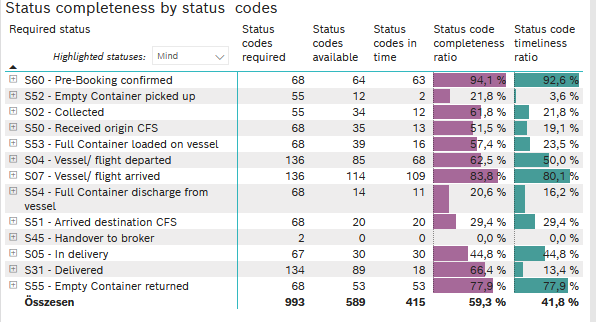 Status completeness by status codes
Required status Status codes required Status codes available Status codes in time Status code completeness ratio Status code timeliness ratio
Highlighted statuses: Mind
S60 - Pre-Booking confirmed 68 64 63 94,1 % 92,6 %
S52 - Empty Container picked up 55 12 2 21,8 % 3,6 %
S02 - Collected 55 34 12 61,8 % 21,8 %
S50 - Received origin CFS 68 35 13 51,5 % 19,1 %
S53 - Full Container loaded on vessel 68 39 16 57,4 % 23,5 %
S04 - Vessel/ flight departed 136 85 68 62,5 % 50,0 %
S07 - Vessel/ flight arrived 136 114 109 83,8 % 80,1 %
S54 - Full Container discharge from vessel 68 14 11 20,6 % 16,2 %
S51 - Arrived destination CFS 68 20 20 29,4 % 29,4 %
S45 - Handover to broker 2 0 0 0,0 % 0,0 %
S05 - In delivery 67 30 30 44,8 % 44,8 %
S31 - Delivered 134 89 18 66,4 % 13,4 %
S55 - Empty Container returned 68 53 53 77,9 % 77,9 %
Összesen 993 589 415 59,3 % 41,8 %